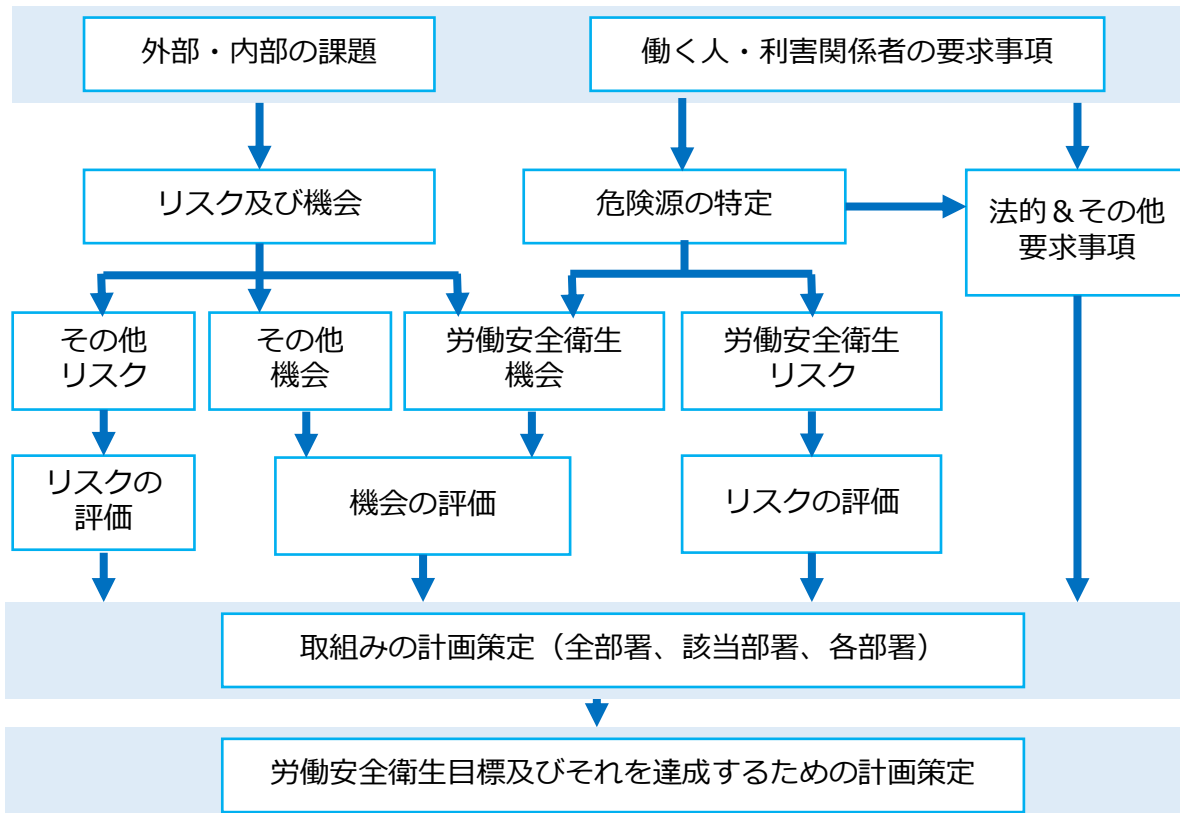 外部・内部の課題
働く人・利害関係者の要求事項
リスク及び機会
危険源の特定
法的＆その他
要求事項
その他
リスク
その他
機会
労働安全衛生
機会
労働安全衛生
リスク
リスクの
評価
機会の評価
リスクの評価
取組みの計画策定（全部署、該当部署、各部署）
労働安全衛生目標及びそれを達成するための計画策定